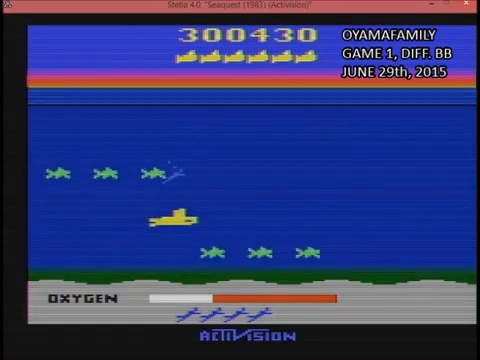 Stella 4.0: "Seaquest (1983) (Activision)"
300430
OYAMAFAMILY
GAME 1, DIFF. BB
JUNE 29th, 2015
OXYGEN
ACTIVISION